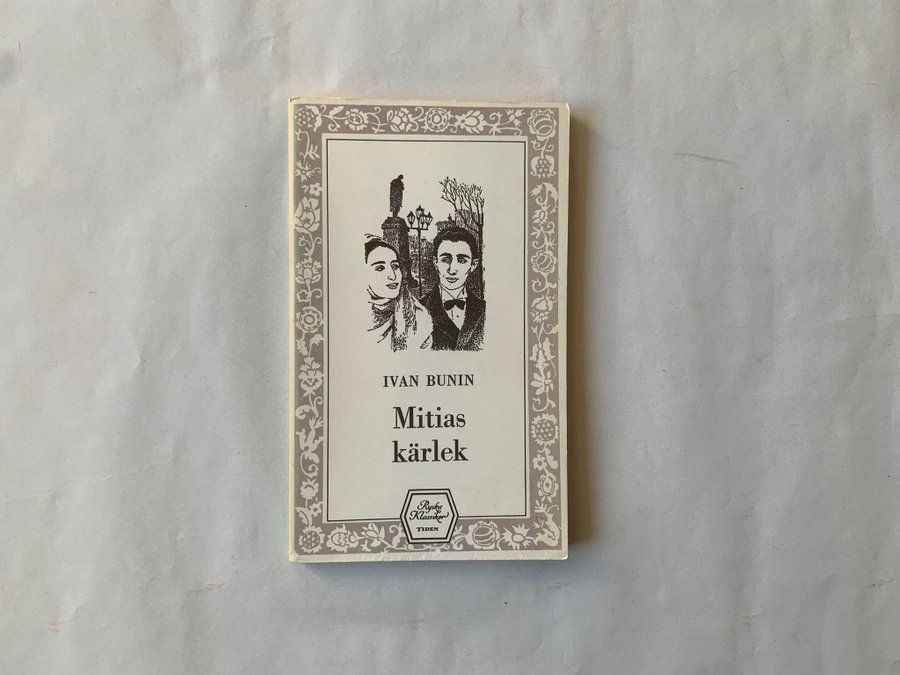 IVAN BUNIN
Mitias
kärlek
Ryska
Klassiker
TIDEN